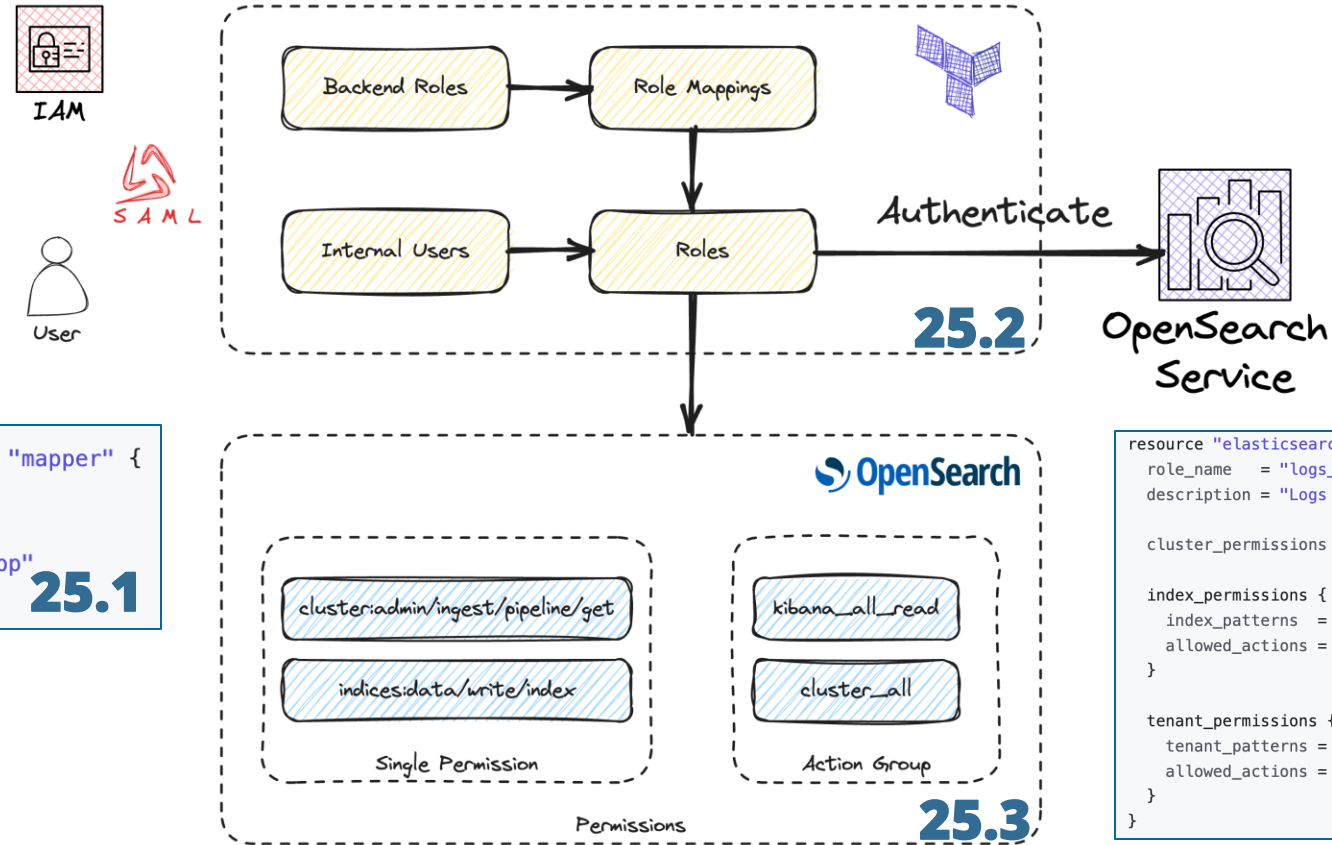 IAM
SAML
User
Backend Roles
Role Mappings
Internal Users
Roles
Authenticate
25.2
OpenSearch
Service
"mapper" {
25.1
OpenSearch
cluster:admin/ingest/pipeline/get
indices:data/write/index
Single Permission
kibana_all_read
cluster_all
Action Group
Permissions
25.3
resource "elasticsearc
role_name = "logs_
description = "Logs
cluster_permissions
index_permissions {
index_patterns =
allowed_actions =
}
tenant_permissions {
tenant_patterns =
allowed_actions =
}
}